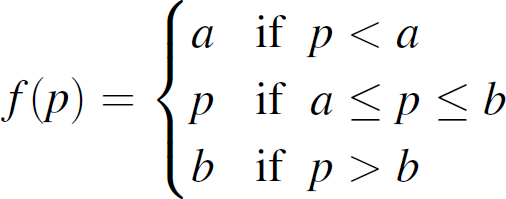 a if p < a
f(p) = { p if a ≤ p ≤ b
b if p > b